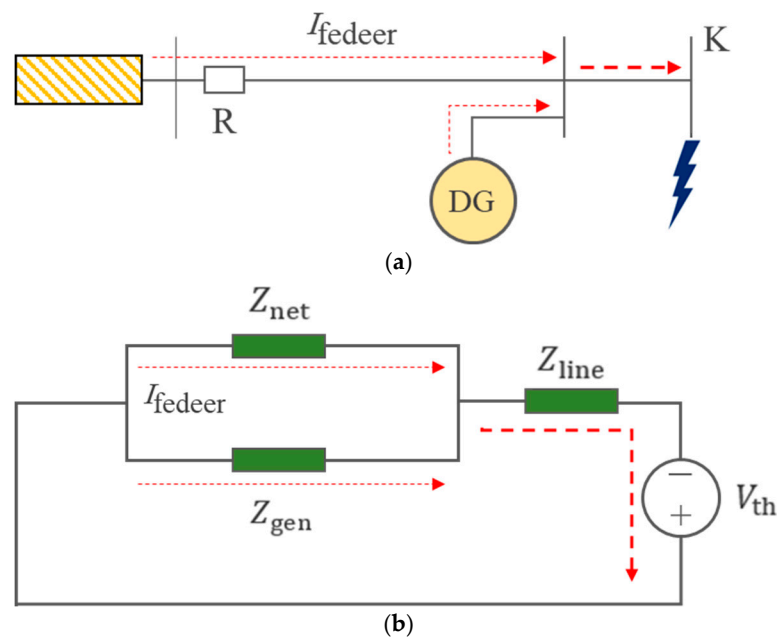 I_fedeer
K
R
DG
(a)
Z_net
Z_line
I_fedeer
− V_th
+
Z_gen
(b)